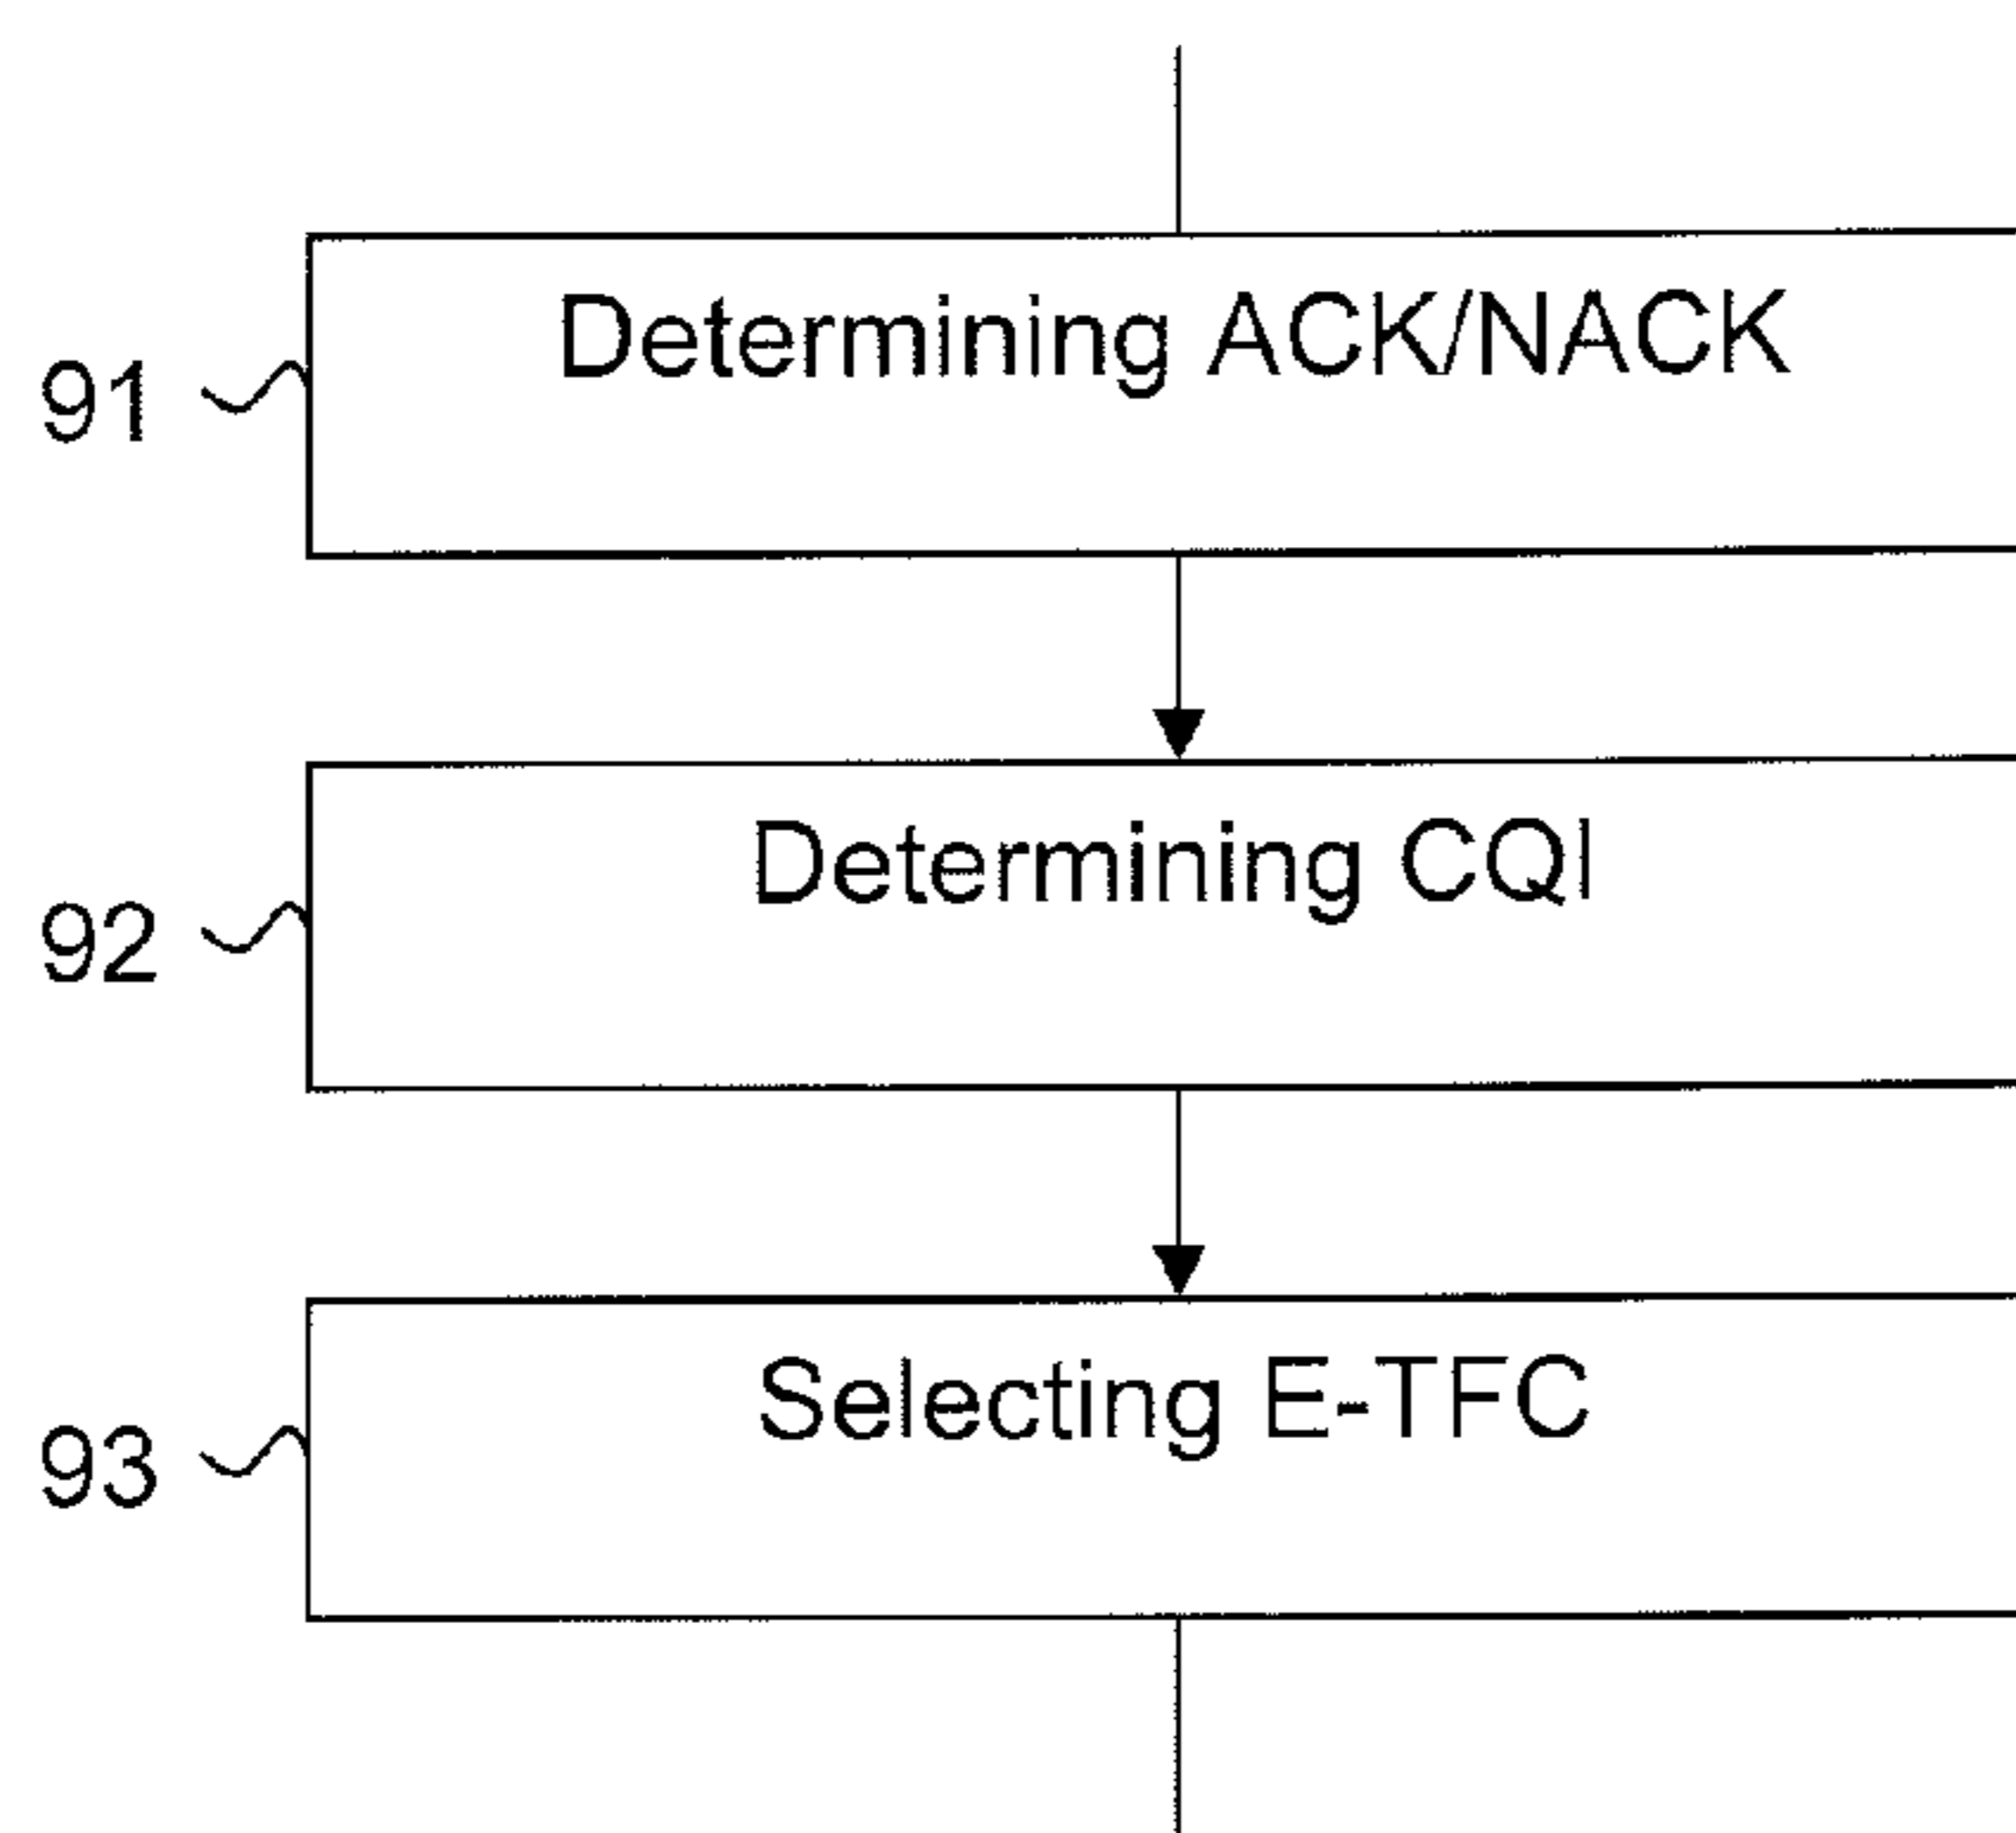 Determining ACK/NACK
91
Determining CQI
92
Selecting E-TFC
93